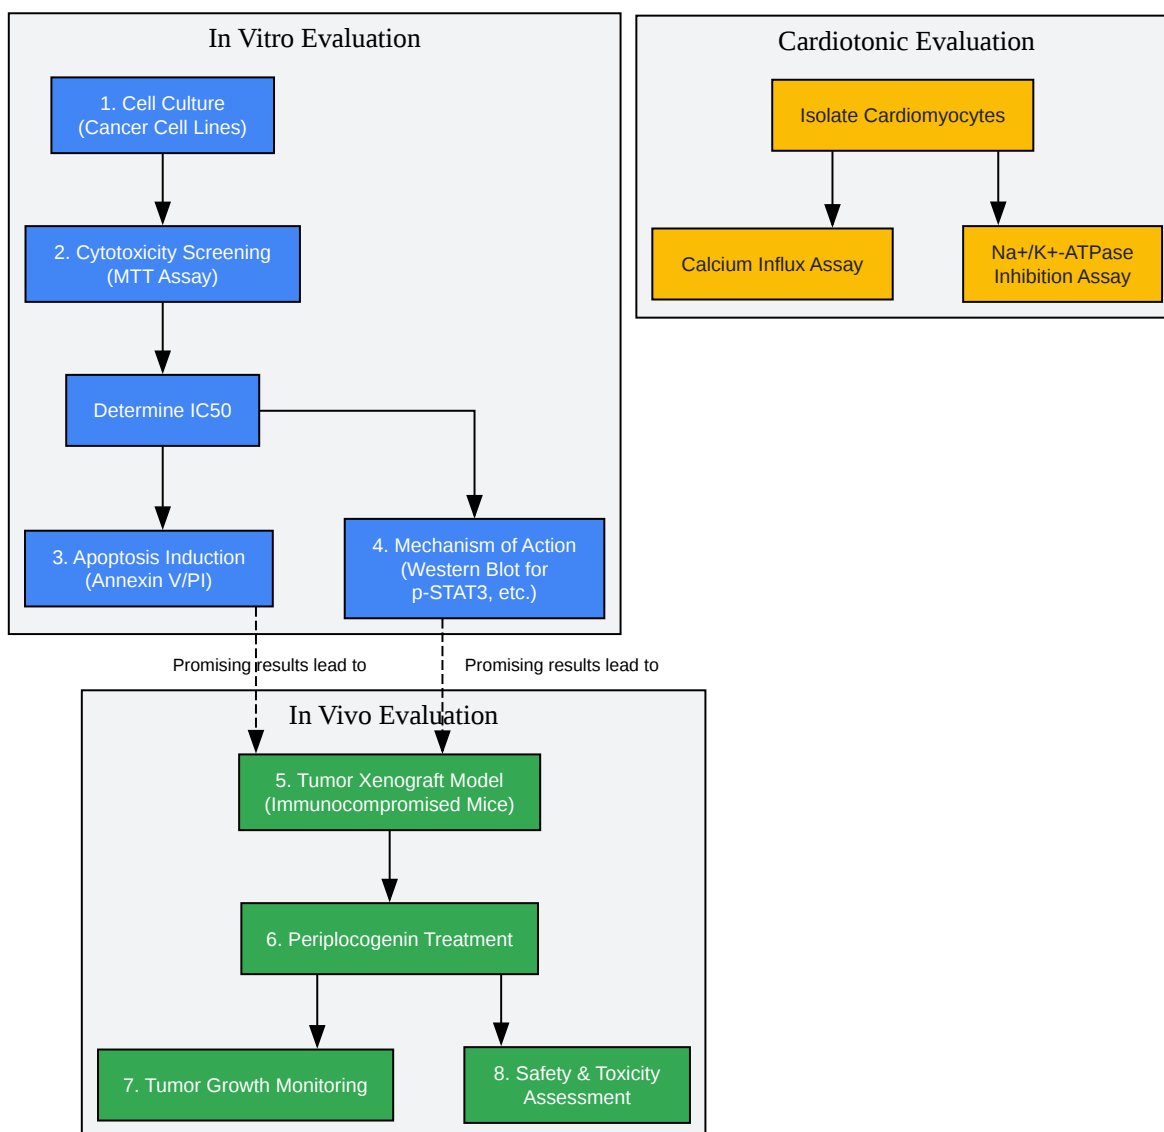 In Vitro Evaluation
1. Cell Culture
(Cancer Cell Lines)
2. Cytotoxicity Screening
(MTT Assay)
Determine IC50
3. Apoptosis Induction
(Annexin V/PI)
4. Mechanism of Action
(Western Blot for
p-STAT3, etc.)
Cardiotonic Evaluation
Isolate Cardiomyocytes
Calcium Influx Assay
Na+/K+-ATPase
Inhibition Assay
Promising results lead to
Promising results lead to
In Vivo Evaluation
5. Tumor Xenograft Model
(Immunocompromised Mice)
6. Periplocogenin Treatment
7. Tumor Growth Monitoring
8. Safety & Toxicity
Assessment